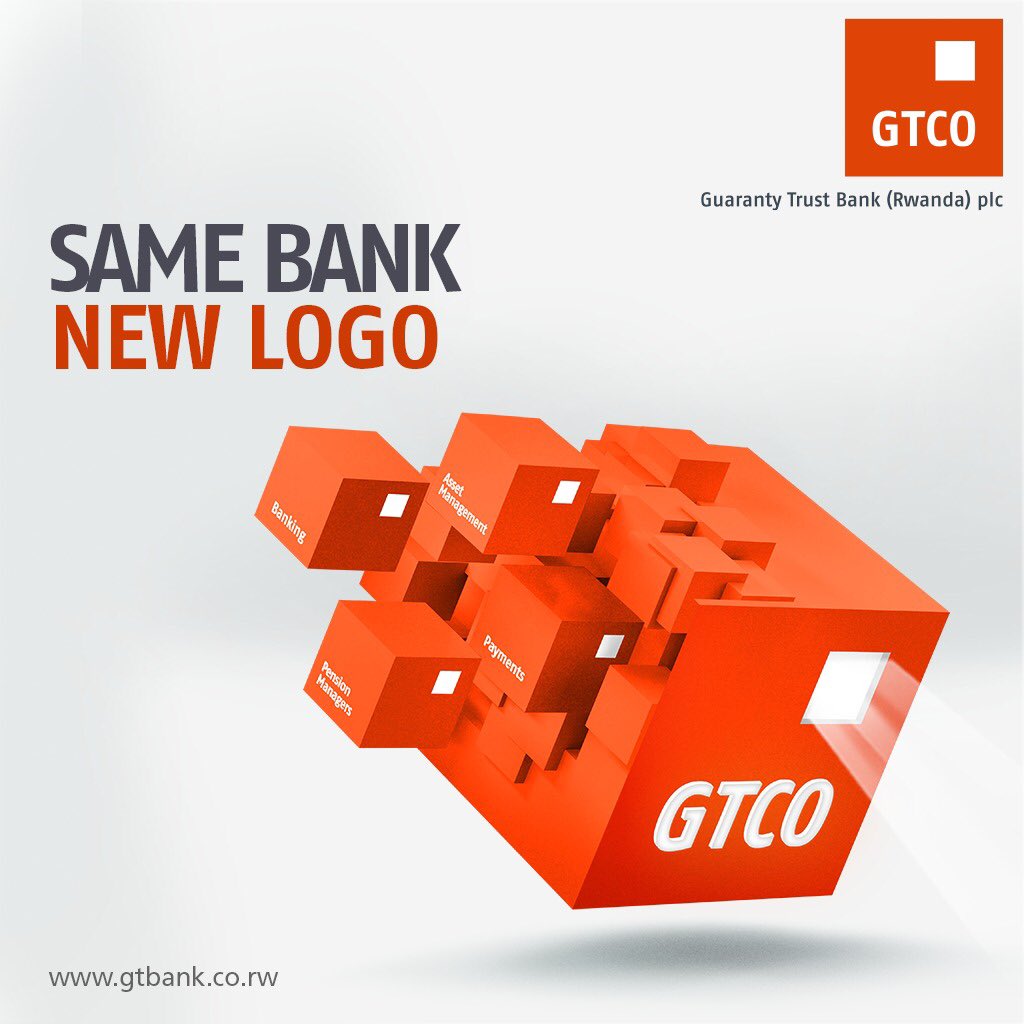 GTCO
Guaranty Trust Bank (Rwanda) plc
SAME BANK
NEW LOGO
Banking
Asset
Management
Pension
Managers
Payments
GTCO
www.gtbank.co.rw